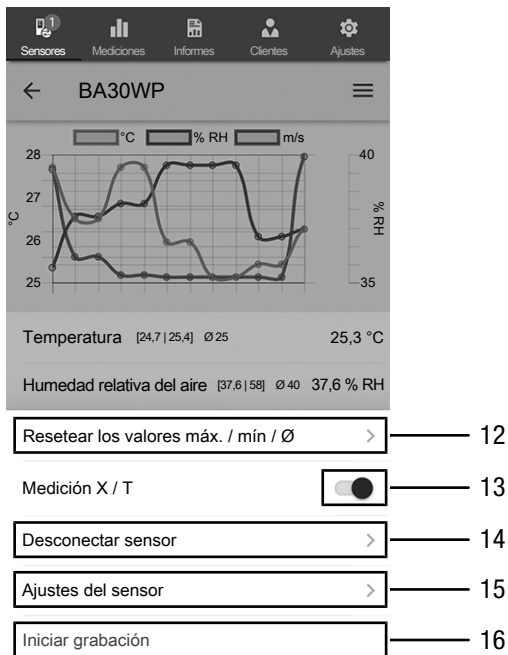 1
Sensores Mediciones Informes Clientes Ajustes
BA30WP
°C % RH m/s
28 40
27
°C % RH
26
25 35
Temperatura [24,7 | 25,4] Ø 25 25,3 °C
Humedad relativa del aire [37,6 | 58] Ø 40 37,6 % RH
Resetear los valores máx. / mín / Ø 12
Medición X / T 13
Desconectar sensor 14
Ajustes del sensor 15
Iniciar grabación 16